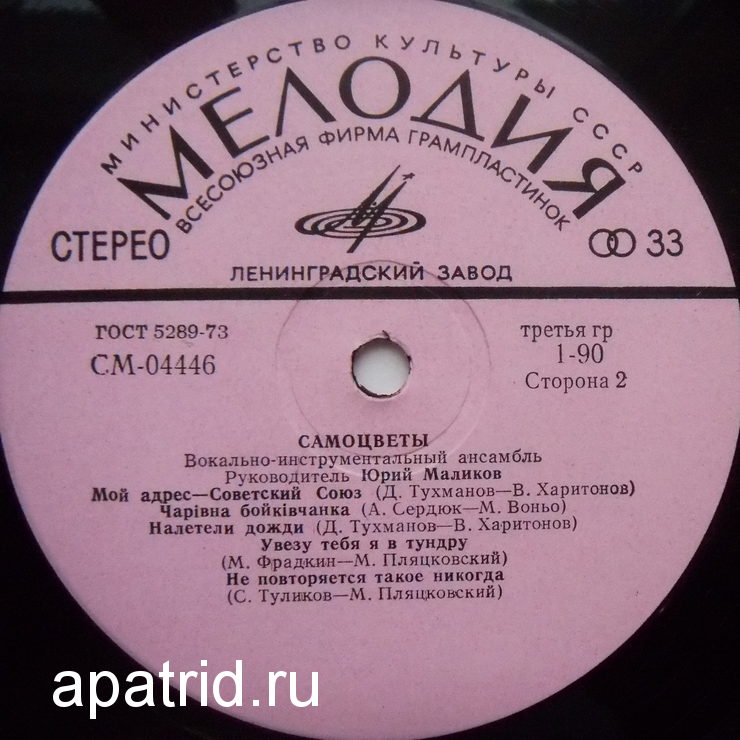 МИНИСТЕРСТВО КУЛЬТУРЫ СССР
МЕЛОДИЯ
ВСЕСОЮЗНАЯ ФИРМА ГРАМПЛАСТИНОК
СТЕРЕО
33
ЛЕНИНГРАДСКИЙ ЗАВОД
ГОСТ 5289-73
третья гр
СМ-04446
1-90
Сторона 2
САМОЦВЕТЫ
Вокально-инструментальный ансамбль
Руководитель Юрий Маликов
Мой адрес—Советский Союз (Д. Тухманов—В. Харитонов)
Чарiвна бойкiвчанка (А. Сердюк—М. Воньо)
Налетели дожди (Д. Тухманов—В. Харитонов)
Увезу тебя я в тундру
(М. Фрадкин—М. Пляцковский)
Не повторяется такое никогда
(С. Туликов—М. Пляцковский)
apatrid.ru